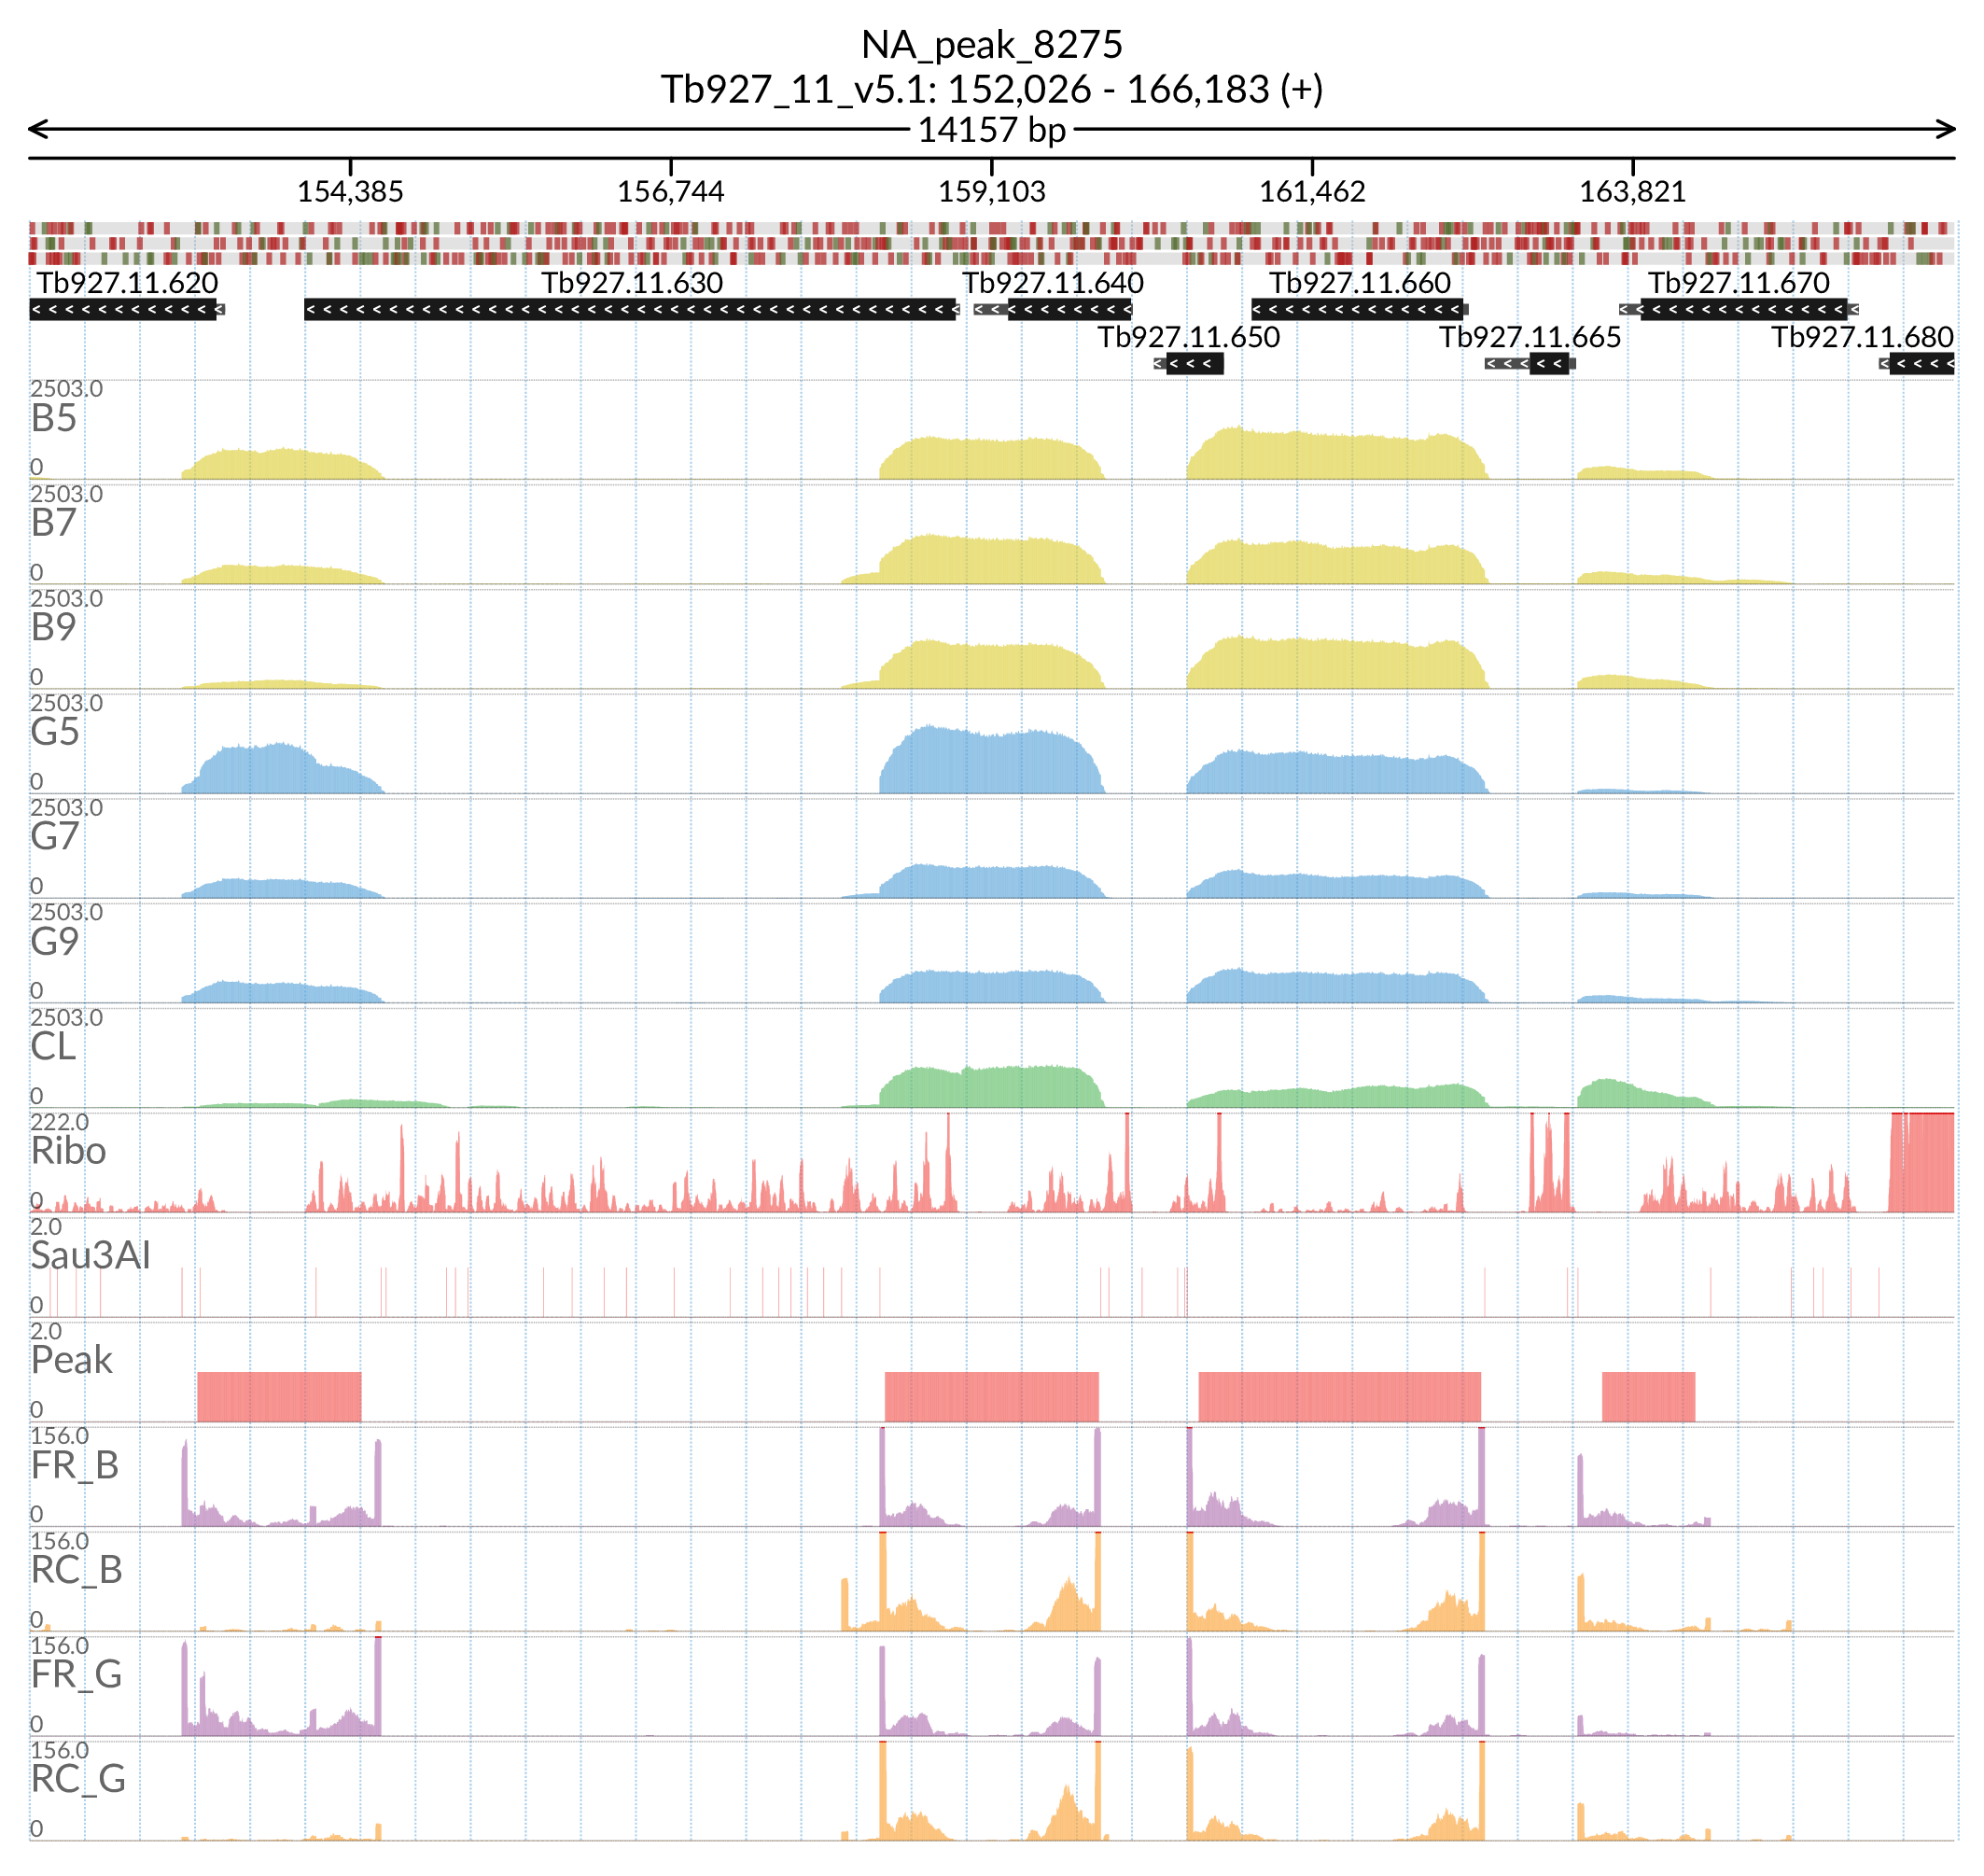 NA_peak_8275
Tb927_11_v5.1: 152,026 - 166,183 (+)
14157 bp
154,385 156,744 159,103 161,462 163,821
Tb927.11.620 Tb927.11.630 Tb927.11.640 Tb927.11.660 Tb927.11.670
Tb927.11.650 Tb927.11.665 Tb927.11.680
2503.0
B5
0
2503.0
B7
0
2503.0
B9
0
2503.0
G5
0
2503.0
G7
0
2503.0
G9
0
2503.0
CL
0
222.0
Ribo
0
2.0
Sau3AI
0
2.0
Peak
0
156.0
FR_B
0
156.0
RC_B
0
156.0
FR_G
0
156.0
RC_G
0